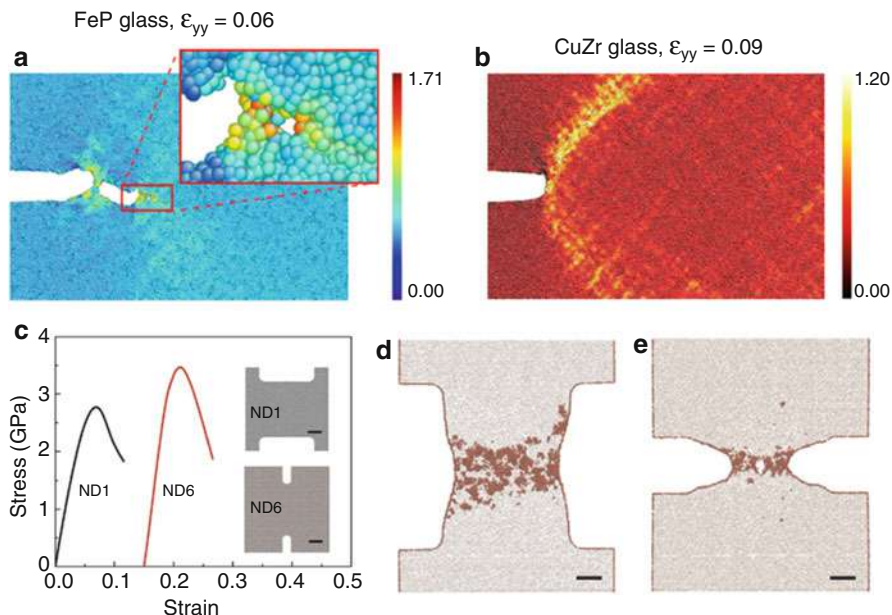 FeP glass, εyy = 0.06
CuZr glass, εyy = 0.09
a
1.71
0.00
b
1.20
0.00
c
Stress (GPa)
4
3
2
1
0
ND1
ND6
ND1
ND6
0.0 0.1 0.2 0.3 0.4 0.5
Strain
d
e